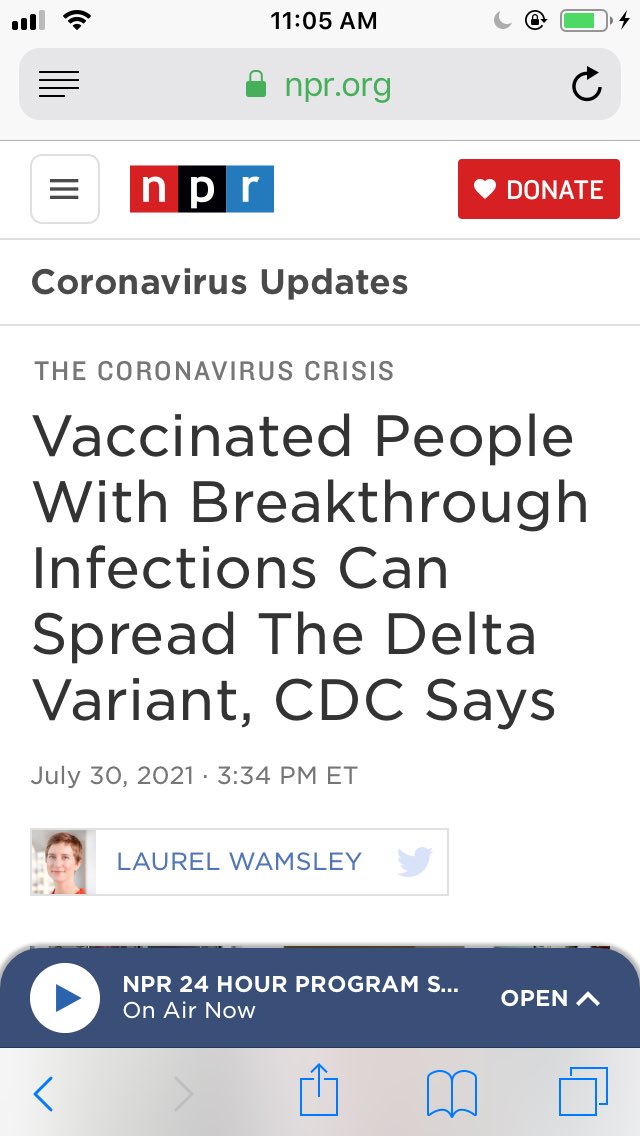 11:05 AM
npr.org
npr
DONATE
Coronavirus Updates
THE CORONAVIRUS CRISIS
Vaccinated People
With Breakthrough
Infections Can
Spread The Delta
Variant, CDC Says
July 30, 2021 · 3:34 PM ET
LAUREL WAMSLEY
NPR 24 HOUR PROGRAM S...
On Air Now
OPEN